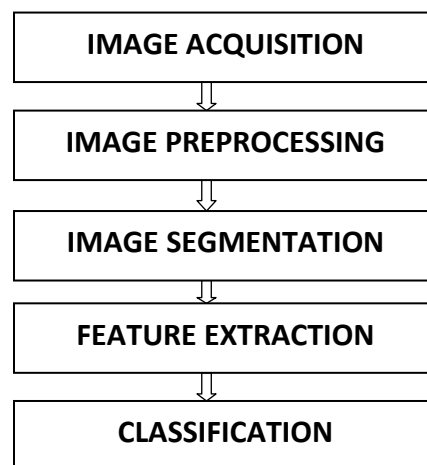 IMAGE ACQUISITION
IMAGE PREPROCESSING
IMAGE SEGMENTATION
FEATURE EXTRACTION
CLASSIFICATION